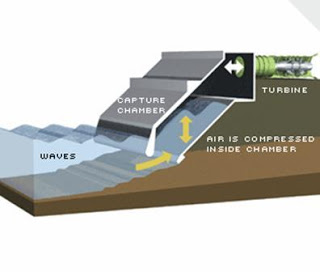 CAPTURE
CHAMBER
TURBINE
WAVES
AIR IS COMPRESSED
INSIDE CHAMBER